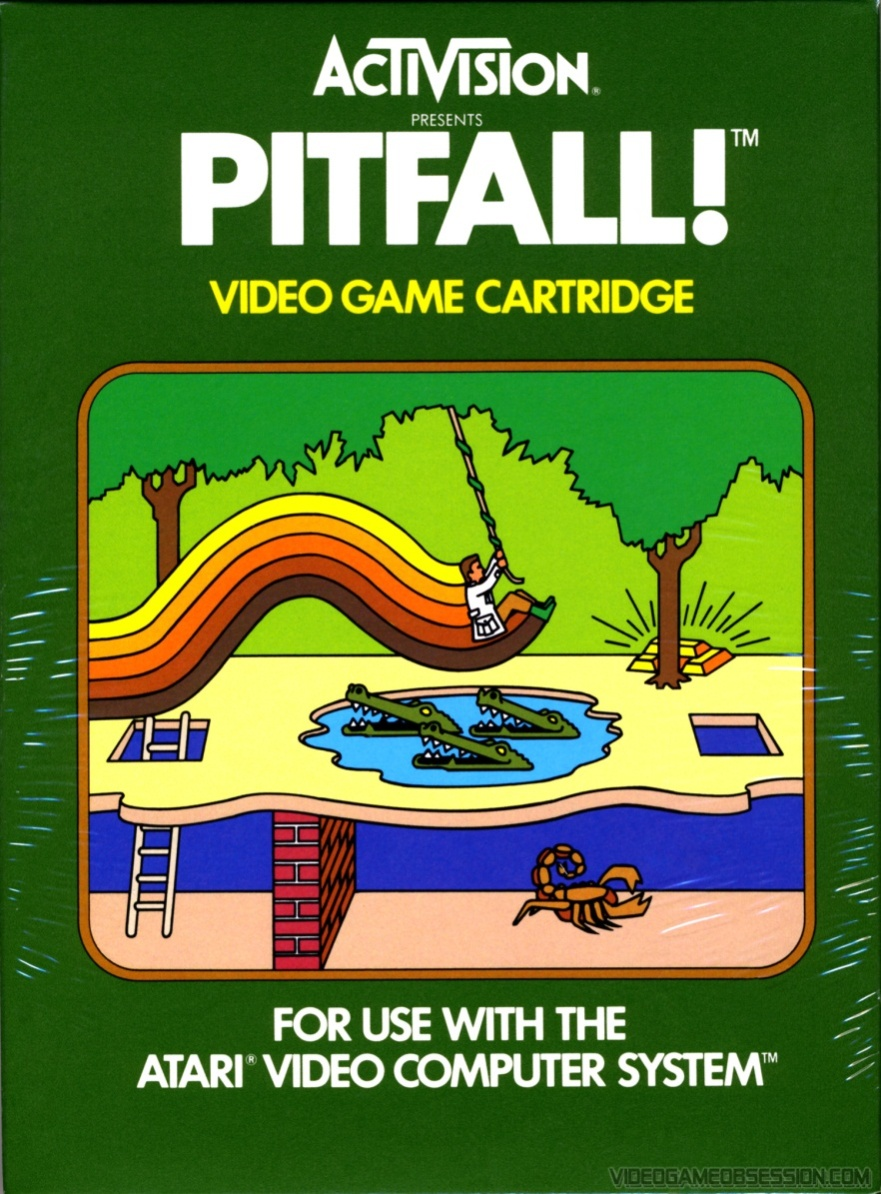 ACTIVISION®
PRESENTS
PITFALL!™
VIDEO GAME CARTRIDGE
FOR USE WITH THE
ATARI® VIDEO COMPUTER SYSTEM™
VIDEOGAMEOBSESSION.COM